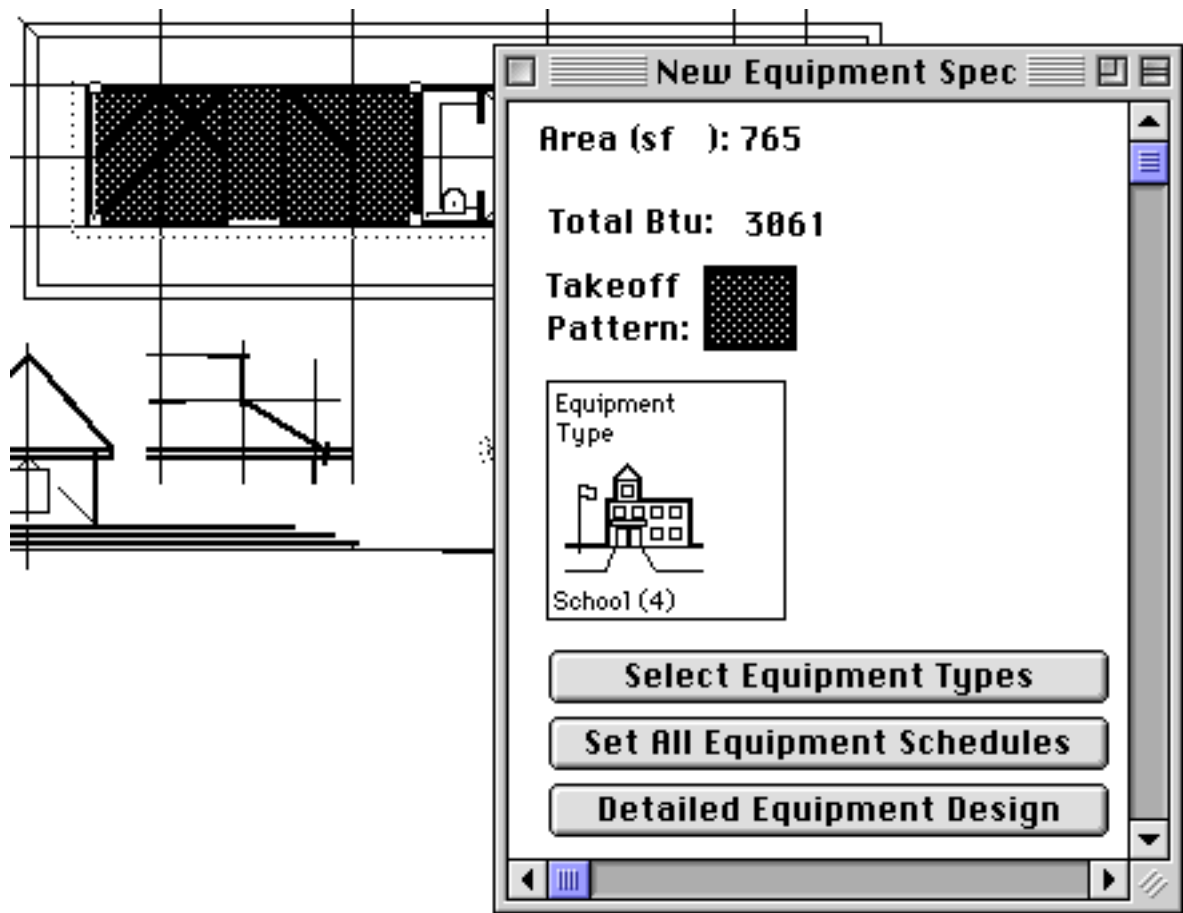 New Equipment Spec
Area (sf ): 765
Total Btu: 3061
Takeoff
Pattern:
Equipment
Type
School (4)
Select Equipment Types
Set All Equipment Schedules
Detailed Equipment Design